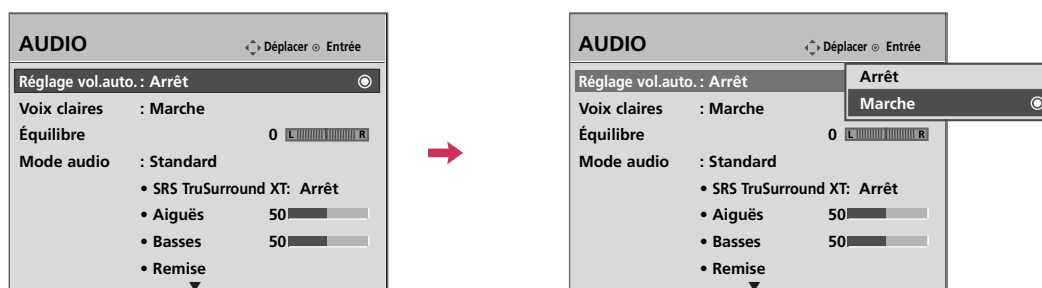 AUDIO
Déplacer Entrée
Réglage vol.auto. : Arrêt
Voix claires : Marche
Équilibre 0 L R
Mode audio : Standard
• SRS TruSurround XT: Arrêt
• Aiguës 50
• Basses 50
• Remise
AUDIO
Déplacer Entrée
Réglage vol.auto. : Arrêt
Arrêt
Marche
Voix claires : Marche
Équilibre 0 L R
Mode audio : Standard
• SRS TruSurround XT: Arrêt
• Aiguës 50
• Basses 50
• Remise